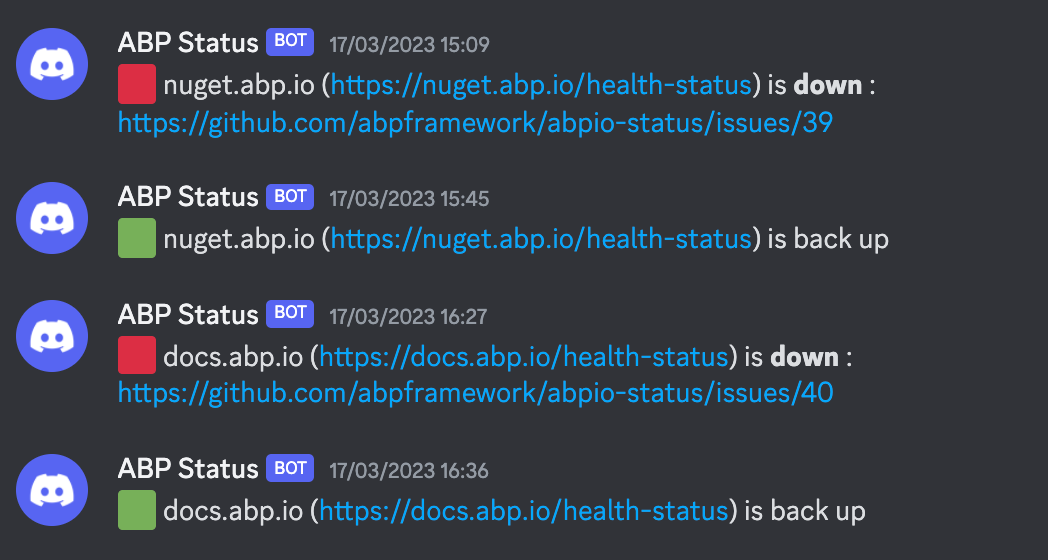 ABP Status BOT 17/03/2023 15:09
nuget.abp.io (https://nuget.abp.io/health-status) is down :
https://github.com/abpframework/abpio-status/issues/39
ABP Status BOT 17/03/2023 15:45
nuget.abp.io (https://nuget.abp.io/health-status) is back up
ABP Status BOT 17/03/2023 16:27
docs.abp.io (https://docs.abp.io/health-status) is down :
https://github.com/abpframework/abpio-status/issues/40
ABP Status BOT 17/03/2023 16:36
docs.abp.io (https://docs.abp.io/health-status) is back up